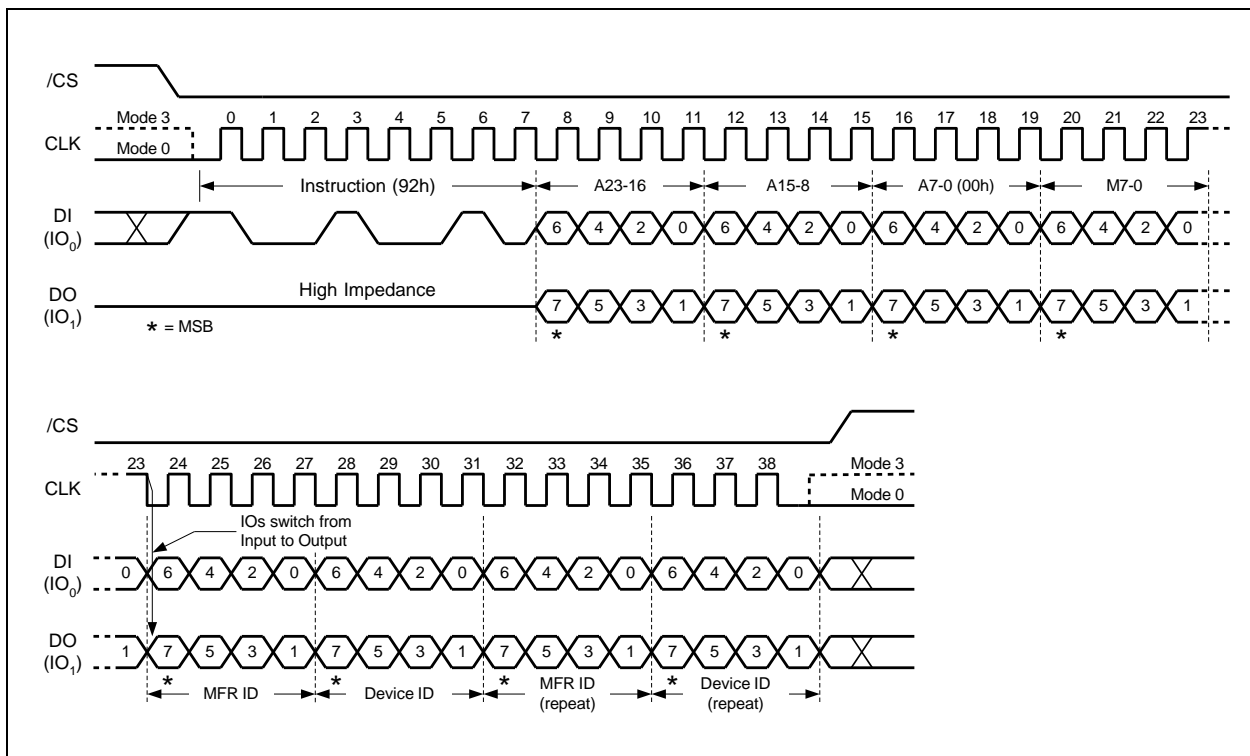 /CS
Mode 3 0 1 2 3 4 5 6 7 8 9 10 11 12 13 14 15 16 17 18 19 20 21 22 23
CLK
Mode 0
Instruction (92h) A23-16 A15-8 A7-0 (00h) M7-0
DI
(IO0) 6 4 2 0 6 4 2 0 6 4 2 0 6 4 2 0
High Impedance
DO
(IO1) 7 5 3 1 7 5 3 1 7 5 3 1 7 5 3 1
* = MSB * * * *
/CS
23 24 25 26 27 28 29 30 31 32 33 34 35 36 37 38 Mode 3
CLK
Mode 0
IOs switch from
Input to Output
DI
(IO0) 0 6 4 2 0 6 4 2 0 6 4 2 0 6 4 2 0
DO
(IO1) 1 7 5 3 1 7 5 3 1 7 5 3 1 7 5 3 1
* * * *
MFR ID Device ID MFR ID
(repeat) Device ID
(repeat)